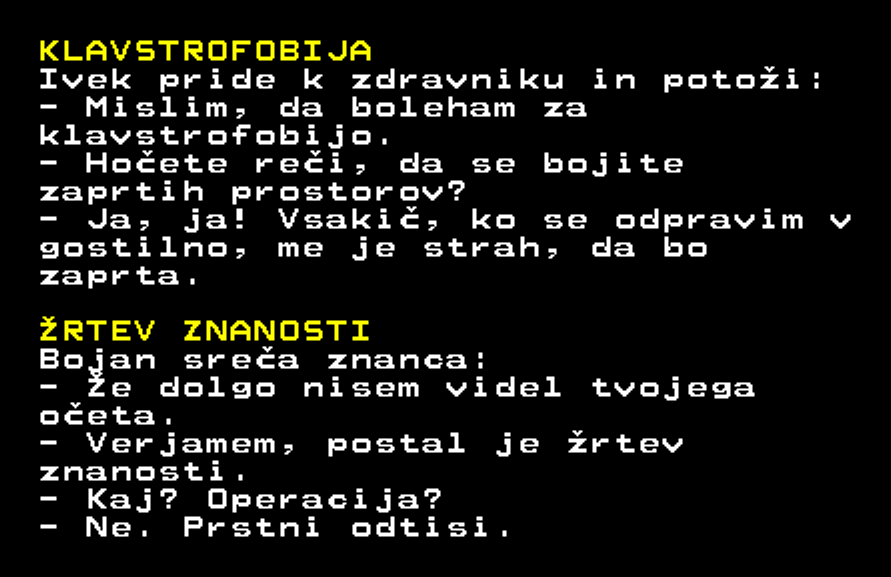 KLAVSTROFOBIJA
Ivek pride k zdravniku in potoži:
- Mislim, da boleham za
klavstrofobijo.
- Hočete reči, da se bojite
zaprtih prostorov?
- Ja, ja! Vsakič, ko se odpravim v
gostilno, me je strah, da bo
zaprta.

ŽRTEV ZNANOSTI
Bojan sreča znanca:
- Že dolgo nisem videl tvojega
očeta.
- Verjamem, postal je žrtev
znanosti.
- Kaj? Operacija?
- Ne. Prstni odtisi.